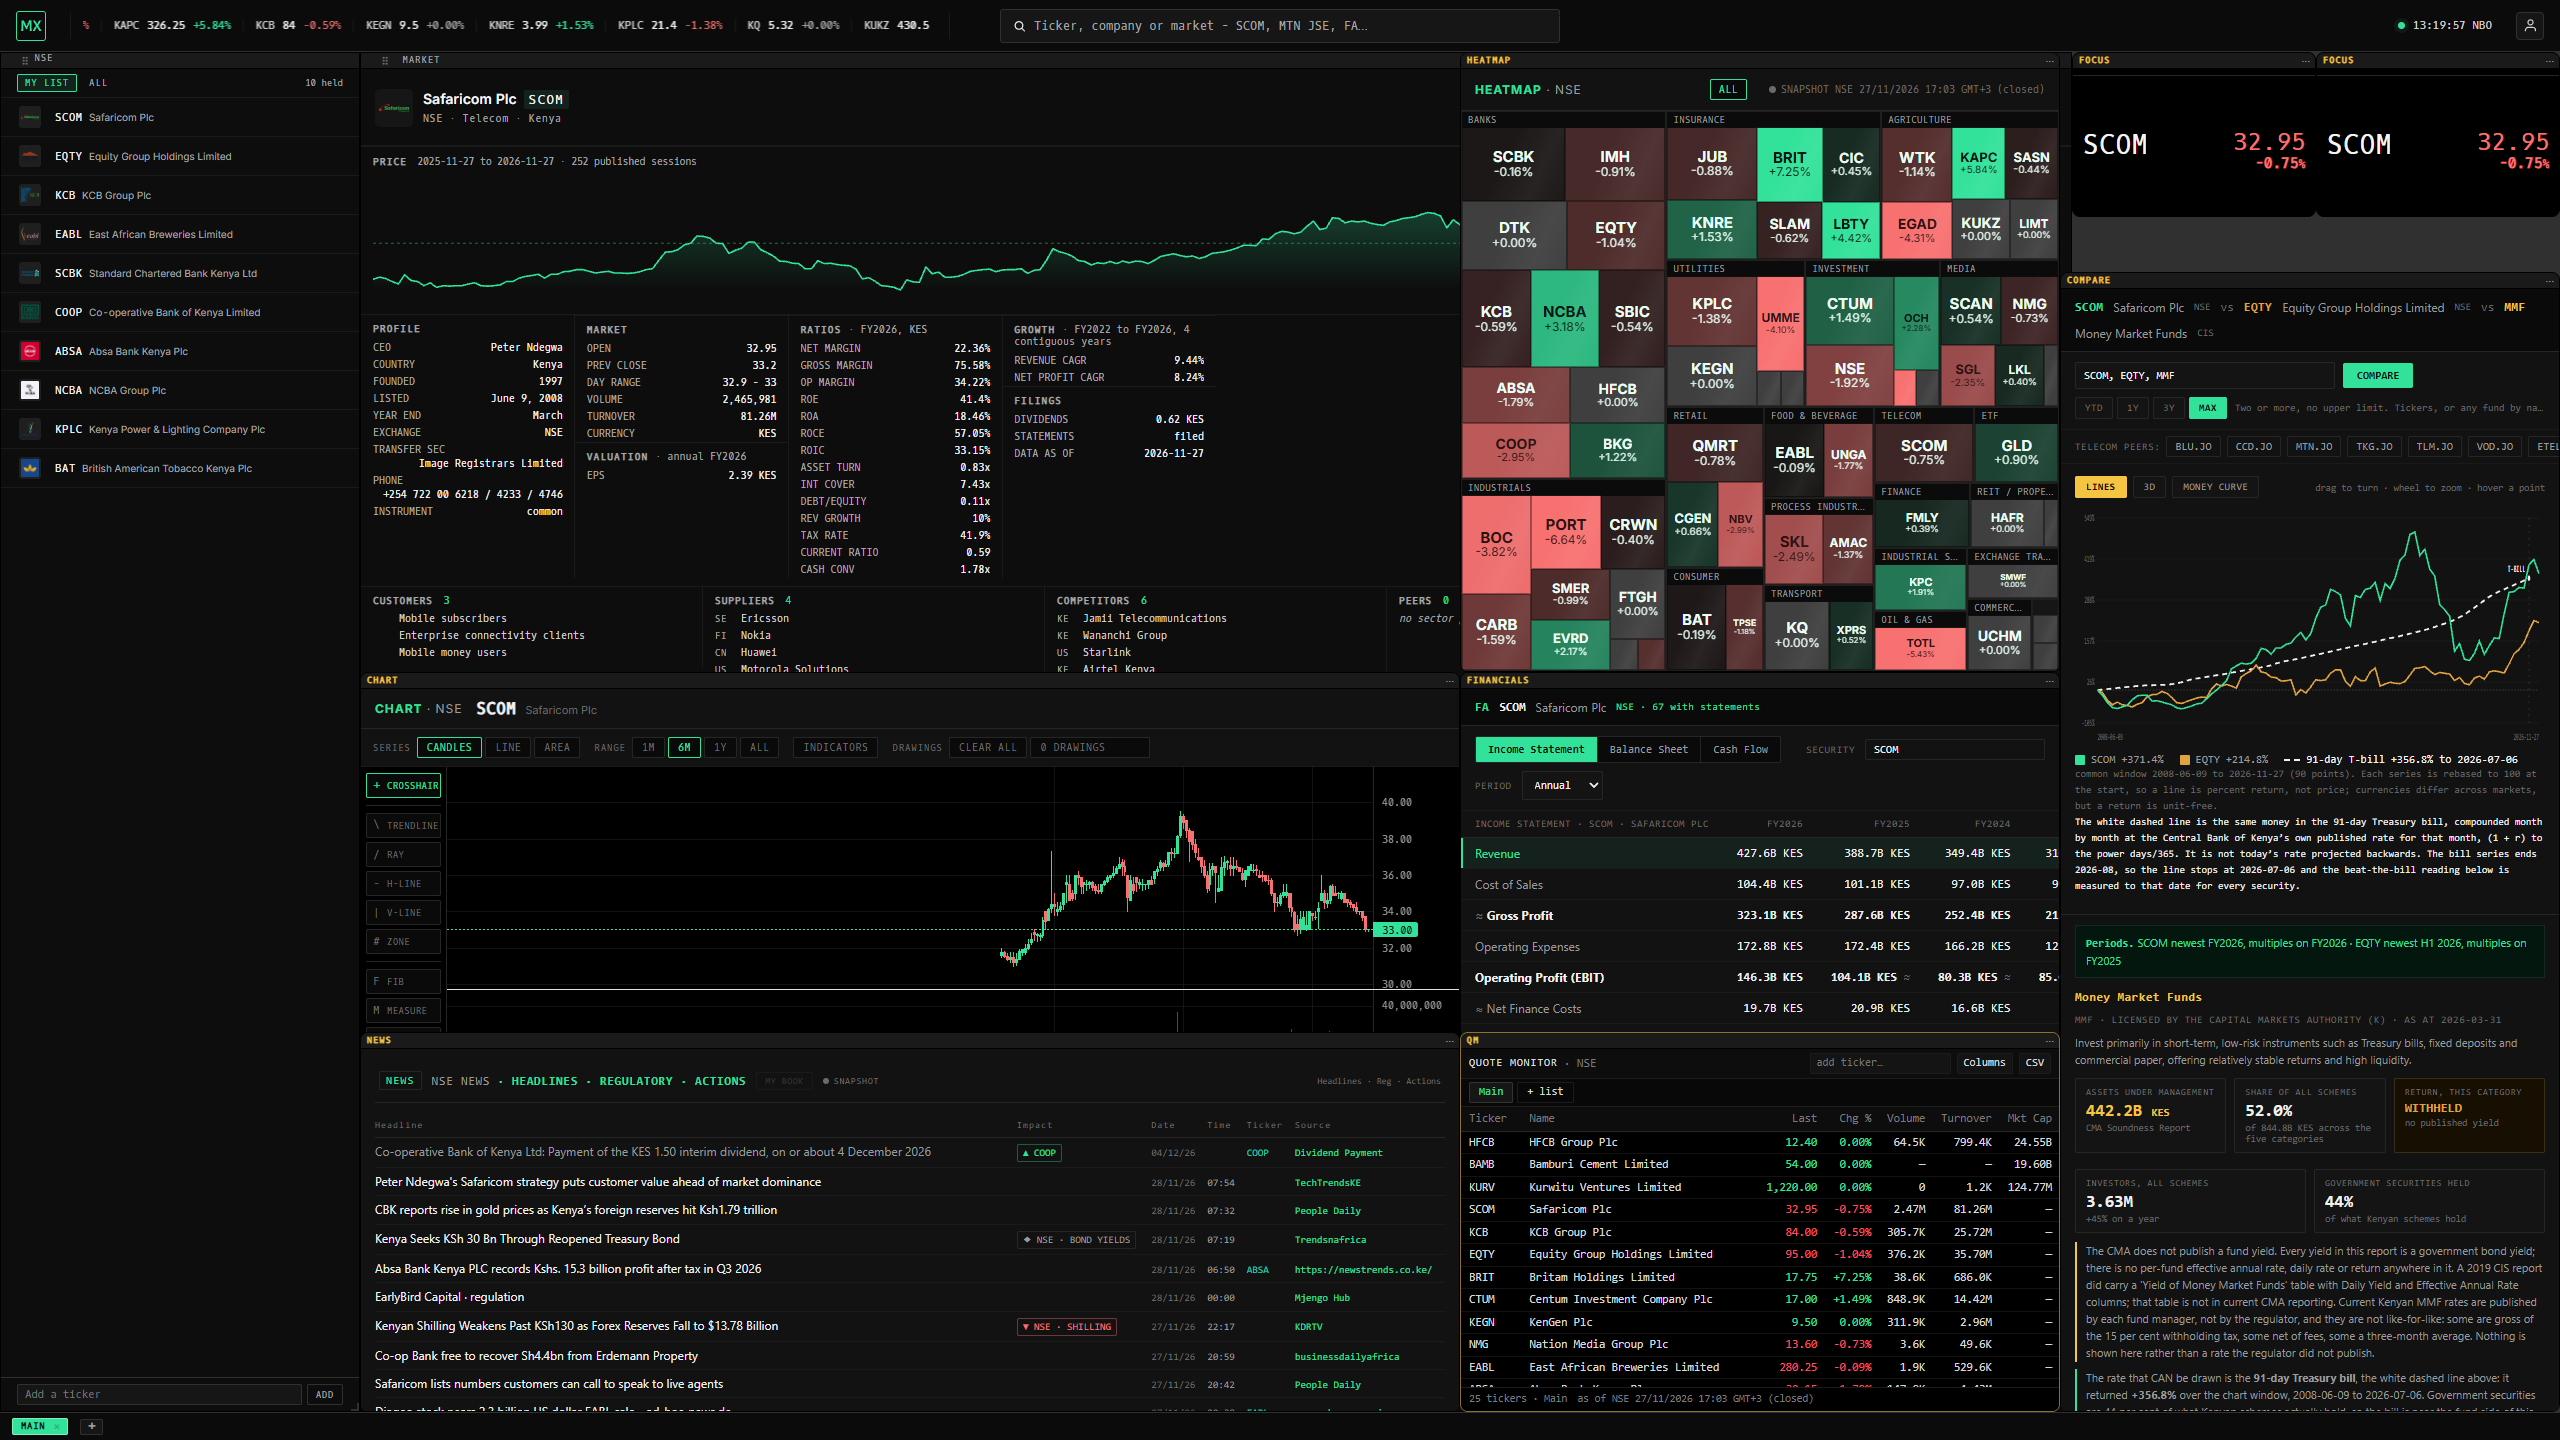 MX
% KAPC 326.25 +5.84% KCB 84 -0.59% KEGN 9.5 +0.00% KNRE 3.99 +1.53% KPLC 21.4 -1.38% KQ 5.32 +0.00% KUKZ 430.5
Ticker, company or market - SCOM, MTN JSE, FA…
13:19:57 NBO
NSE
MY LIST ALL 10 held
SCOM Safaricom Plc
EQTY Equity Group Holdings Limited
KCB KCB Group Plc
EABL East African Breweries Limited
SCBK Standard Chartered Bank Kenya Ltd
COOP Co-operative Bank of Kenya Limited
ABSA Absa Bank Kenya Plc
NCBA NCBA Group Plc
KPLC Kenya Power & Lighting Company Plc
BAT British American Tobacco Kenya Plc
Add a ticker ADD
MAIN +
MARKET
Safaricom Plc SCOM
NSE · Telecom · Kenya
PRICE 2025-11-27 to 2026-11-27 · 252 published sessions
PROFILE
CEO Peter Ndegwa
COUNTRY Kenya
FOUNDED 1997
LISTED June 9, 2008
YEAR END March
EXCHANGE NSE
TRANSFER SEC
Image Registrars Limited
PHONE
+254 722 00 6218 / 4233 / 4746
INSTRUMENT common
MARKET
OPEN 32.95
PREV CLOSE 33.2
DAY RANGE 32.9 - 33
VOLUME 2,465,981
TURNOVER 81.26M
CURRENCY KES
VALUATION · annual FY2026
EPS 2.39 KES
RATIOS · FY2026, KES
NET MARGIN 22.36%
GROSS MARGIN 75.58%
OP MARGIN 34.22%
ROE 41.4%
ROA 18.46%
ROCE 57.05%
ROIC 33.15%
ASSET TURN 0.83x
INT COVER 7.43x
DEBT/EQUITY 0.11x
REV GROWTH 10%
TAX RATE 41.9%
CURRENT RATIO 0.59
CASH CONV 1.78x
GROWTH · FY2022 to FY2026, 4
contiguous years
REVENUE CAGR 9.44%
NET PROFIT CAGR 8.24%
FILINGS
DIVIDENDS 0.62 KES
STATEMENTS filed
DATA AS OF 2026-11-27
CUSTOMERS 3
Mobile subscribers
Enterprise connectivity clients
Mobile money users
SUPPLIERS 4
SE Ericsson
FI Nokia
CN Huawei
US Motorola Solutions
COMPETITORS 6
KE Jamii Telecommunications
KE Wananchi Group
US Starlink
KE Airtel Kenya
PEERS 0
no sector
CHART ...
CHART · NSE SCOM Safaricom Plc
SERIES CANDLES LINE AREA RANGE 1M 6M 1Y ALL INDICATORS DRAWINGS CLEAR ALL 0 DRAWINGS
+ CROSSHAIR
\ TRENDLINE
/ RAY
- H-LINE
| V-LINE
# ZONE
F FIB
M MEASURE
40.00
38.00
36.00
34.00
33.00
32.00
30.00
40,000,000
NEWS ...
NEWS NSE NEWS · HEADLINES · REGULATORY · ACTIONS MY BOOK SNAPSHOT Headlines · Reg · Actions
Headline Impact Date Time Ticker Source
Co-operative Bank of Kenya Ltd: Payment of the KES 1.50 interim dividend, on or about 4 December 2026 ▲ COOP 04/12/26 COOP Dividend Payment
Peter Ndegwa's Safaricom strategy puts customer value ahead of market dominance 28/11/26 07:54 TechTrendsKE
CBK reports rise in gold prices as Kenya's foreign reserves hit Ksh1.79 trillion 28/11/26 07:32 People Daily
Kenya Seeks KSh 30 Bn Through Reopened Treasury Bond ◆ NSE · BOND YIELDS 28/11/26 07:19 Trendsnafrica
Absa Bank Kenya PLC records Kshs. 15.3 billion profit after tax in Q3 2026 28/11/26 06:50 ABSA https://newstrends.co.ke/
EarlyBird Capital · regulation 28/11/26 00:00 Mjengo Hub
Kenyan Shilling Weakens Past KSh130 as Forex Reserves Fall to $13.78 Billion ▼ NSE · SHILLING 27/11/26 22:17 KDRTV
Co-op Bank free to recover Sh4.4bn from Erdemann Property 27/11/26 20:59 businessdailyafrica
Safaricom lists numbers customers can call to speak to live agents 27/11/26 20:42 People Daily
HEATMAP ...
HEATMAP · NSE ALL SNAPSHOT NSE 27/11/2026 17:03 GMT+3 (closed)
BANKS
SCBK -0.16% IMH -0.91%
DTK +0.00% EQTY -1.04%
KCB -0.59% NCBA +3.18% SBIC -0.54%
ABSA -1.79% HFCB +0.00%
COOP -2.95% BKG +1.22%
INDUSTRIALS
BOC -3.82% PORT -6.64% CRWN -0.40%
SMER -0.99% FTGH +0.00%
CARB -1.59% EVRD +2.17%
INSURANCE
JUB -0.88% BRIT +7.25% CIC +0.45%
KNRE +1.53% SLAM -0.62% LBTY +4.42%
AGRICULTURE
WTK -1.14% KAPC +5.84% SASN -0.44%
EGAD -4.31% KUKZ +0.00% LIMT +0.00%
UTILITIES
KPLC -1.38% UMME -4.10%
KEGN +0.00%
INVESTMENT
CTUM +1.49% OCH +2.28%
NSE -1.92%
MEDIA
SCAN +0.54% NMG -0.73%
SGL -2.35% LKL +0.40%
RETAIL
QMRT -0.78%
CGEN +0.66% NBV -2.99%
FOOD & BEVERAGE
EABL -0.09% UNGA -1.77%
TELECOM
SCOM -0.75%
ETF
GLD +0.90%
PROCESS INDUSTR…
SKL -2.49% AMAC -1.37%
FINANCE
FMLY +0.39%
REIT / PROPE…
HAFR +0.00%
INDUSTRIAL S…
KPC +1.91%
EXCHANGE TRA…
SMWF +0.00%
CONSUMER
BAT -0.19% TPSE -1.18%
TRANSPORT
KQ +0.00% XPRS +0.52%
OIL & GAS
TOTL -5.43%
COMMERC…
UCHM +0.00%
FINANCIALS ...
FA SCOM Safaricom Plc NSE · 67 with statements
Income Statement Balance Sheet Cash Flow SECURITY SCOM
PERIOD Annual
INCOME STATEMENT · SCOM · SAFARICOM PLC FY2026 FY2025 FY2024
Revenue 427.6B KES 388.7B KES 349.4B KES 31
Cost of Sales 104.4B KES 101.1B KES 97.0B KES 9
≈ Gross Profit 323.1B KES 287.6B KES 252.4B KES 21
Operating Expenses 172.8B KES 172.4B KES 166.2B KES 12
Operating Profit (EBIT) 146.3B KES 104.1B KES ≈ 80.3B KES ≈ 85.
≈ Net Finance Costs 19.7B KES 20.9B KES 16.6B KES
QM ...
QUOTE MONITOR · NSE add ticker… Columns CSV
Main + list
Ticker Name Last Chg % Volume Turnover Mkt Cap
HFCB HFCB Group Plc 12.40 0.00% 64.5K 799.4K 24.55B
BAMB Bamburi Cement Limited 54.00 0.00% — — 19.60B
KURV Kurwitu Ventures Limited 1,220.00 0.00% 0 1.2K 124.77M
SCOM Safaricom Plc 32.95 -0.75% 2.47M 81.26M —
KCB KCB Group Plc 84.00 -0.59% 305.7K 25.72M —
EQTY Equity Group Holdings Limited 95.00 -1.04% 376.2K 35.70M —
BRIT Britam Holdings Limited 17.75 +7.25% 38.6K 686.0K —
CTUM Centum Investment Company Plc 17.00 +1.49% 848.9K 14.42M —
KEGN KenGen Plc 9.50 0.00% 311.9K 2.96M —
NMG Nation Media Group Plc 13.60 -0.73% 3.6K 49.6K —
EABL East African Breweries Limited 280.25 -0.09% 1.9K 529.6K —
25 tickers · Main as of NSE 27/11/2026 17:03 GMT+3 (closed)
FOCUS ... FOCUS ...
SCOM 32.95 -0.75% SCOM 32.95 -0.75%
COMPARE ...
SCOM Safaricom Plc NSE vs EQTY Equity Group Holdings Limited NSE vs MMF
Money Market Funds CIS
SCOM, EQTY, MMF COMPARE
YTD 1Y 3Y MAX Two or more, no upper limit. Tickers, or any fund by na…
TELECOM PEERS: BLU.JO CCD.JO MTN.JO TKG.JO TLM.JO VOD.JO ETEL
LINES 3D MONEY CURVE drag to turn · wheel to zoom · hover a point
T-BILL
2008-06-09 2026-11-27
SCOM +371.4% EQTY +214.8% 91-day T-bill +356.8% to 2026-07-06
common window 2008-06-09 to 2026-11-27 (90 points). Each series is rebased to 100 at
the start, so a line is percent return, not price; currencies differ across markets,
but a return is unit-free.
The white dashed line is the same money in the 91-day Treasury bill, compounded month
by month at the Central Bank of Kenya's own published rate for that month, (1 + r) to
the power days/365. It is not today's rate projected backwards. The bill series ends
2026-08, so the line stops at 2026-07-06 and the beat-the-bill reading below is
measured to that date for every security.
Periods. SCOM newest FY2026, multiples on FY2026 · EQTY newest H1 2026, multiples on
FY2025
Money Market Funds
MMF · LICENSED BY THE CAPITAL MARKETS AUTHORITY (K) · AS AT 2026-03-31
Invest primarily in short-term, low-risk instruments such as Treasury bills, fixed deposits and
commercial paper, offering relatively stable returns and high liquidity.
ASSETS UNDER MANAGEMENT
442.2B KES
CMA Soundness Report
SHARE OF ALL SCHEMES
52.0%
of 844.8B KES across the
five categories
RETURN, THIS CATEGORY
WITHHELD
no published yield
INVESTORS, ALL SCHEMES
3.63M
+45% on a year
GOVERNMENT SECURITIES HELD
44%
of what Kenyan schemes hold
The CMA does not publish a fund yield. Every yield in this report is a government bond yield;
there is no per-fund effective annual rate, daily rate or return anywhere in it. A 2019 CIS report
did carry a 'Yield of Money Market Funds' table with Daily Yield and Effective Annual Rate
columns; that table is not in current CMA reporting. Current Kenyan MMF rates are published
by each fund manager, not by the regulator, and they are not like-for-like: some are gross of
the 15 per cent withholding tax, some net of fees, some a three-month average. Nothing is
shown here rather than a rate the regulator did not publish.
The rate that CAN be drawn is the 91-day Treasury bill, the white dashed line above: it
returned +356.8% over the chart window, 2008-06-09 to 2026-07-06. Government securities